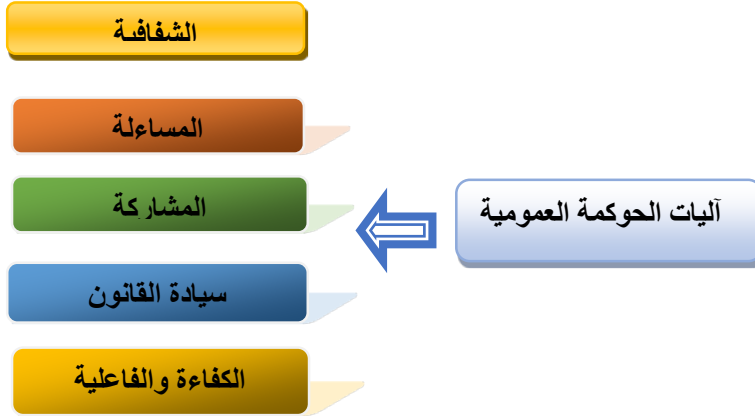 الشفافية
المساءلة
المشاركة
آليات الحوكمة العمومية
سيادة القانون
الكفاءة والفاعلية